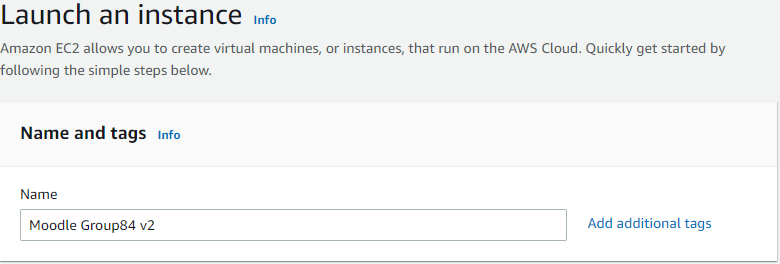 Launch an instance Info
Amazon EC2 allows you to create virtual machines, or instances, that run on the AWS Cloud. Quickly get started by
following the simple steps below.
Name and tags Info
Name
Moodle Group84 v2 Add additional tags